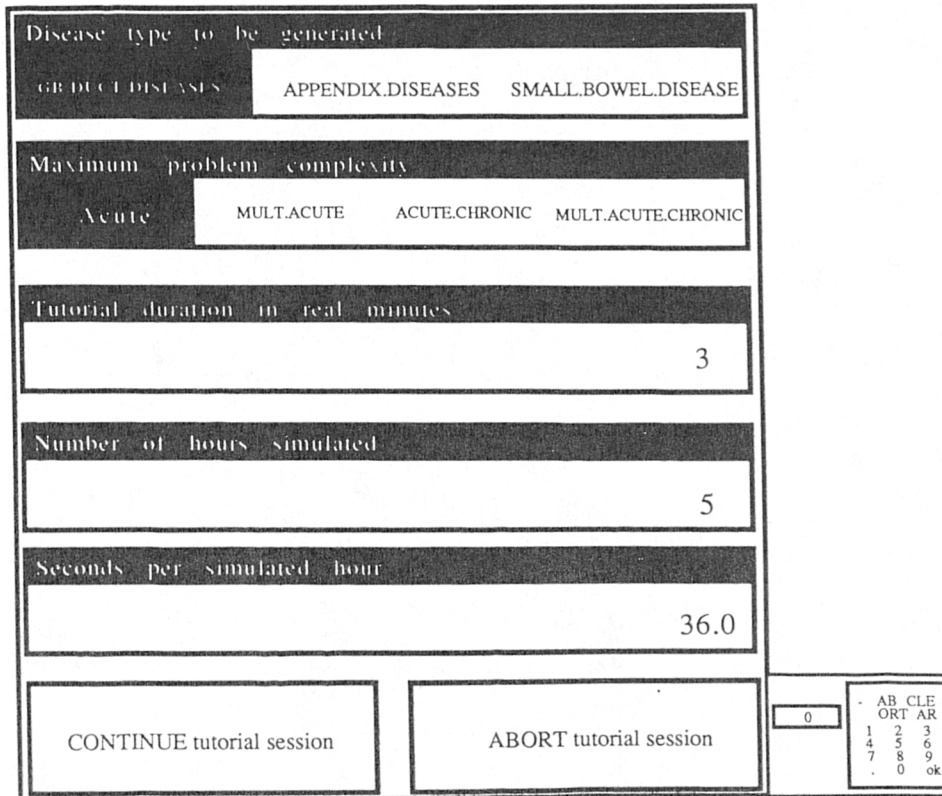 Disease type to be generated
GB DUCT DISEASES APPENDIX.DISEASES SMALL.BOWEL.DISEASE
Maximum problem complexity
Acute MULT.ACUTE ACUTE.CHRONIC MULT.ACUTE.CHRONIC
Tutorial duration in real minutes
3
Number of hours simulated
5
Seconds per simulated hour
36.0
CONTINUE tutorial session ABORT tutorial session
0
- AB CLE
ORT AR
1 2 3
4 5 6
7 8 9
. 0 ok